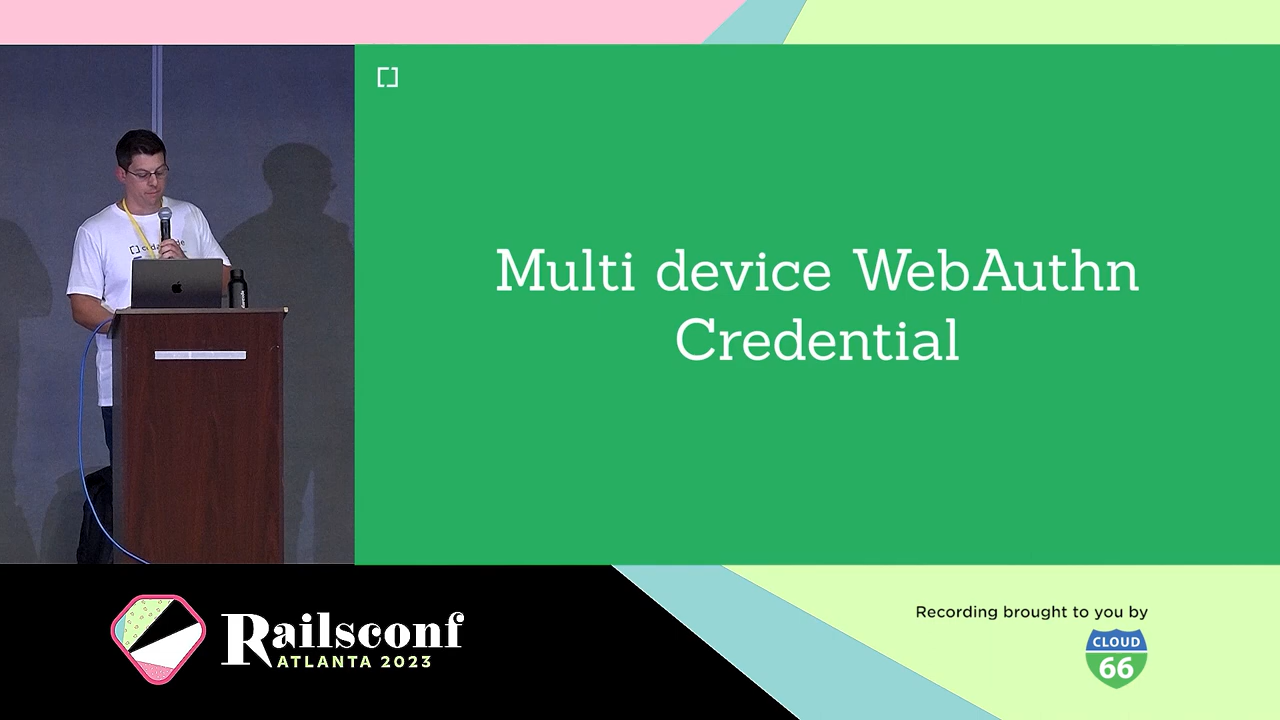 Multi device WebAuthn
Credential
Railsconf
ATLANTA 2023
Recording brought to you by
CLOUD
66